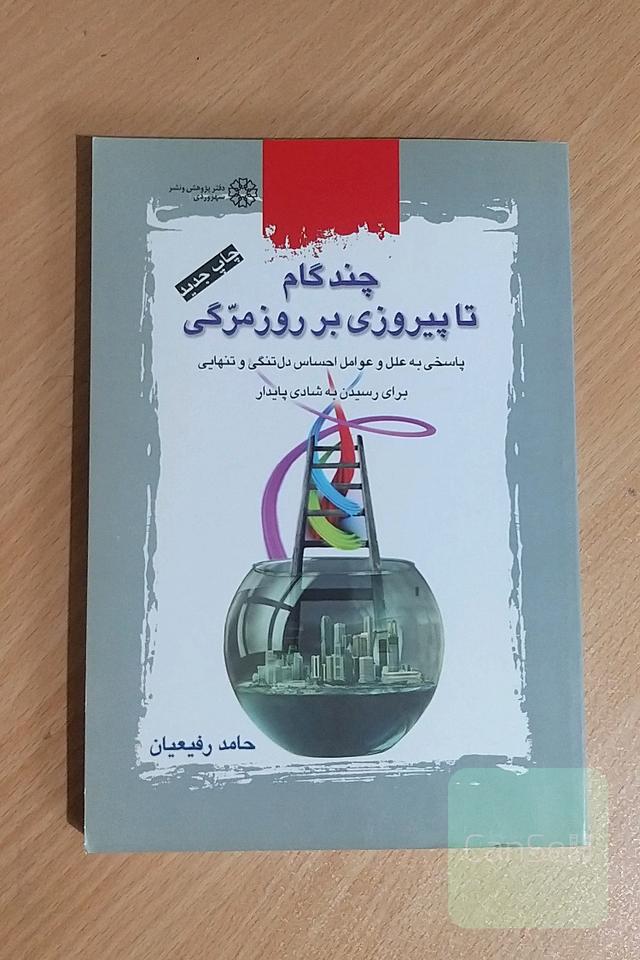 دفتر پژوهش و نشر
سهروردی
چاپ جدید
چند گام
تا پیروزی بر روزمرّگی
پاسخی به علل و عوامل احساس دل‌تنگی و تنهایی
برای رسیدن به شادی پایدار
حامد رفیعیان
CanSell